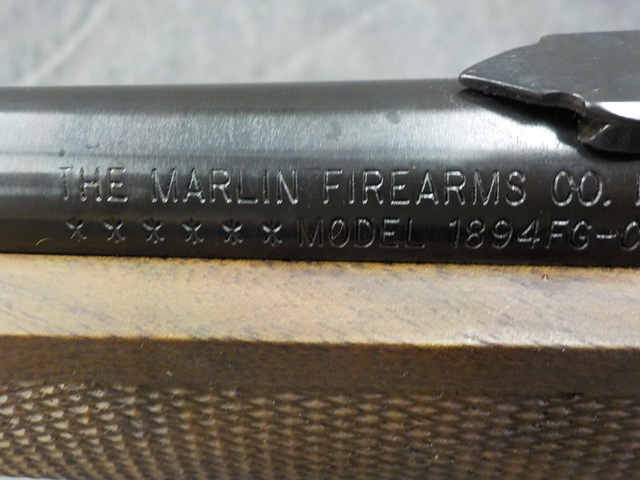 THE MARLIN FIREARMS CO.
****** MØDEL 1894FG-